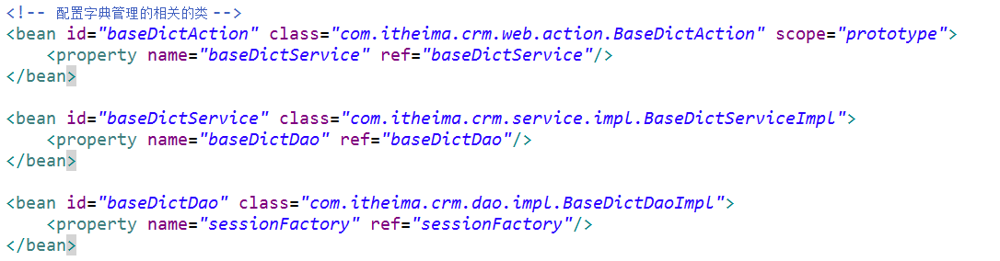 <!-- 配置字典管理的相关的类 -->
<bean id="baseDictAction" class="com.itheima.crm.web.action.BaseDictAction" scope="prototype">
    <property name="baseDictService" ref="baseDictService"/>
</bean>
<bean id="baseDictService" class="com.itheima.crm.service.impl.BaseDictServiceImpl">
    <property name="baseDictDao" ref="baseDictDao"/>
</bean>
<bean id="baseDictDao" class="com.itheima.crm.dao.impl.BaseDictDaoImpl">
    <property name="sessionFactory" ref="sessionFactory"/>
</bean>